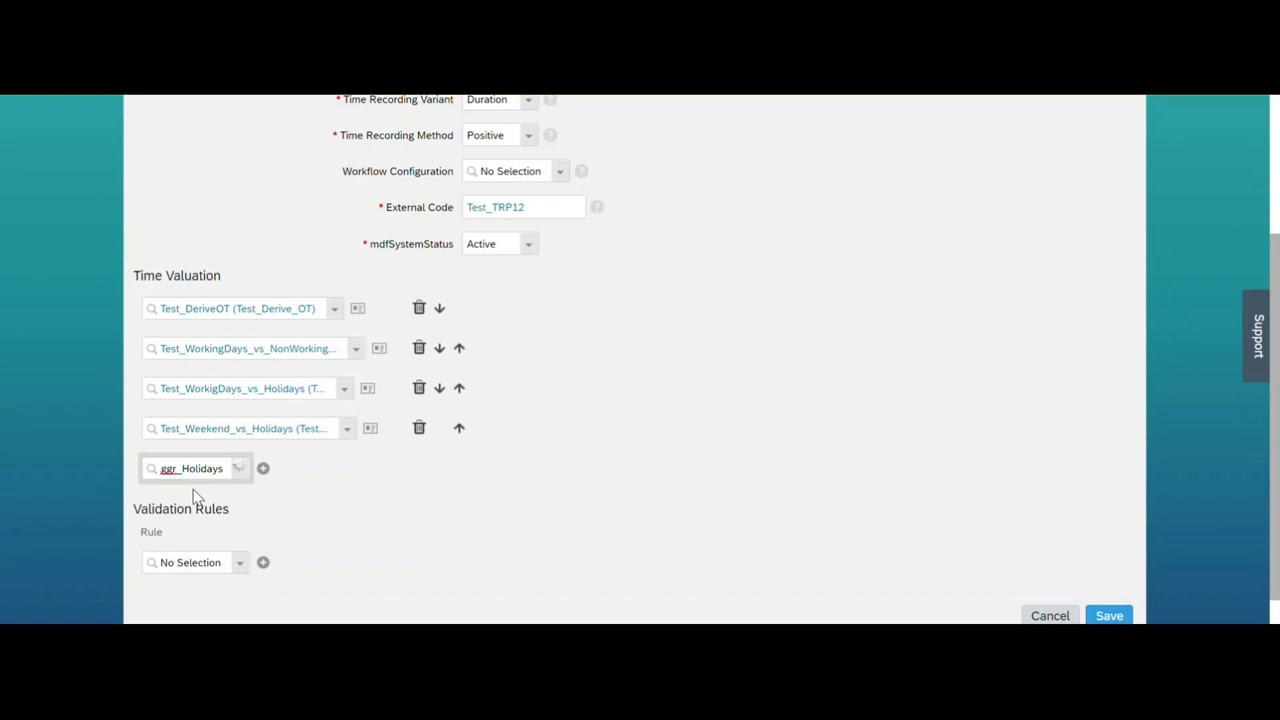 * Time Recording Variant Duration
* Time Recording Method Positive
Workflow Configuration No Selection
* External Code Test_TRP12
* mdfSystemStatus Active
Time Valuation
Test_DeriveOT (Test_Derive_OT)
Test_WorkingDays_vs_NonWorking...
Test_WorkigDays_vs_Holidays (T...
Test_Weekend_vs_Holidays (Test...
ggr_Holidays
Validation Rules
Rule
No Selection
Cancel Save
Support